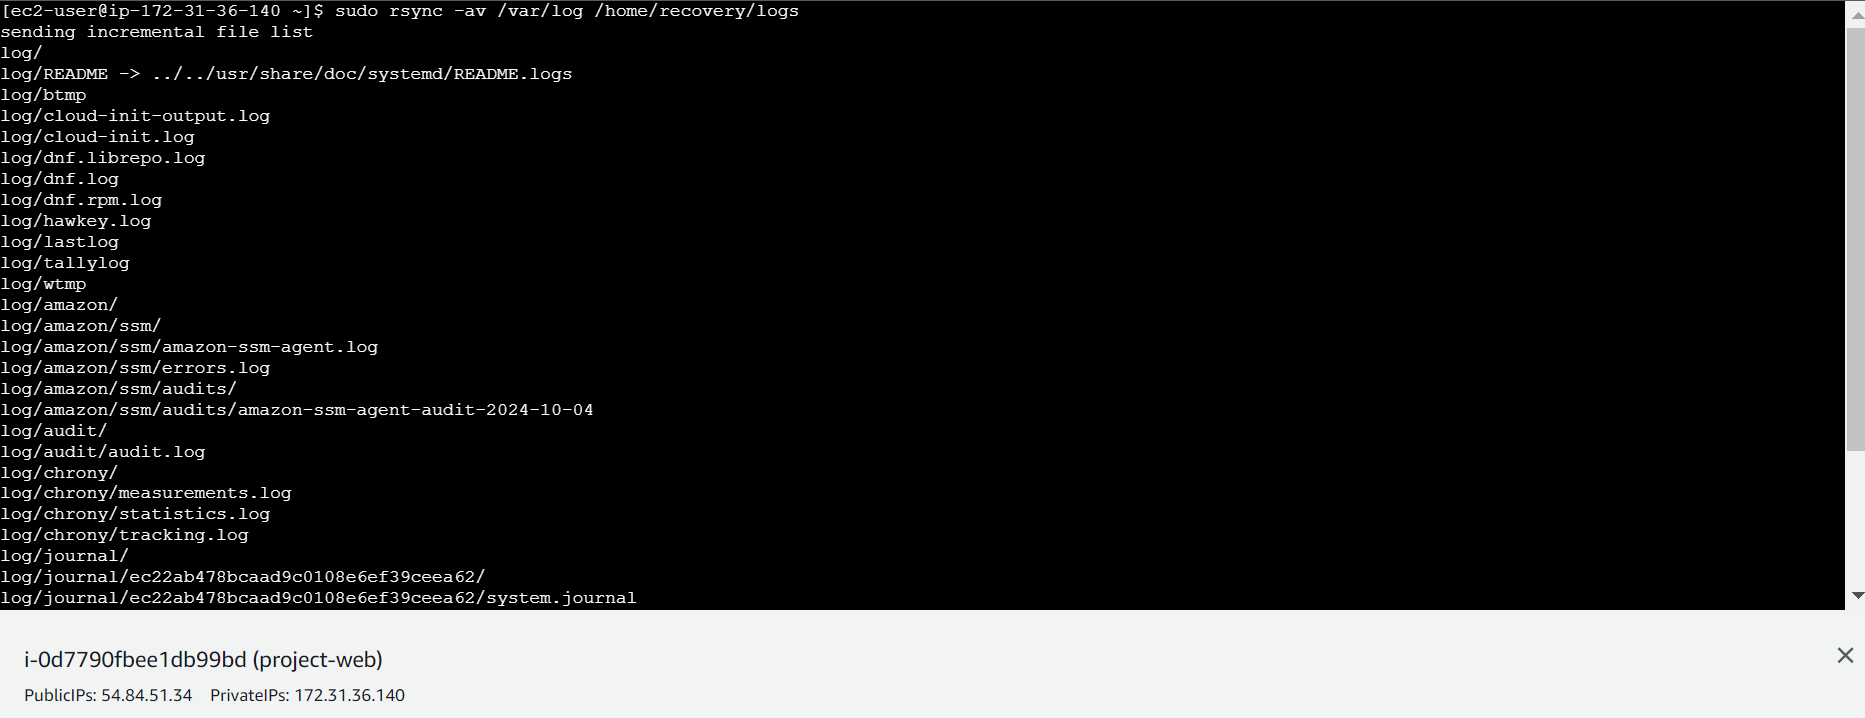 [ec2-user@ip-172-31-36-140 ~]$ sudo rsync -av /var/log /home/recovery/logs
sending incremental file list
log/
log/README -> ../../usr/share/doc/systemd/README.logs
log/btmp
log/cloud-init-output.log
log/cloud-init.log
log/dnf.librepo.log
log/dnf.log
log/dnf.rpm.log
log/hawkey.log
log/lastlog
log/tallylog
log/wtmp
log/amazon/
log/amazon/ssm/
log/amazon/ssm/amazon-ssm-agent.log
log/amazon/ssm/errors.log
log/amazon/ssm/audits/
log/amazon/ssm/audits/amazon-ssm-agent-audit-2024-10-04
log/audit/
log/audit/audit.log
log/chrony/
log/chrony/measurements.log
log/chrony/statistics.log
log/chrony/tracking.log
log/journal/
log/journal/ec22ab478bcaad9c0108e6ef39ceea62/
log/journal/ec22ab478bcaad9c0108e6ef39ceea62/system.journal
i-0d7790fbee1db99bd (project-web)
PublicIPs: 54.84.51.34 PrivateIPs: 172.31.36.140